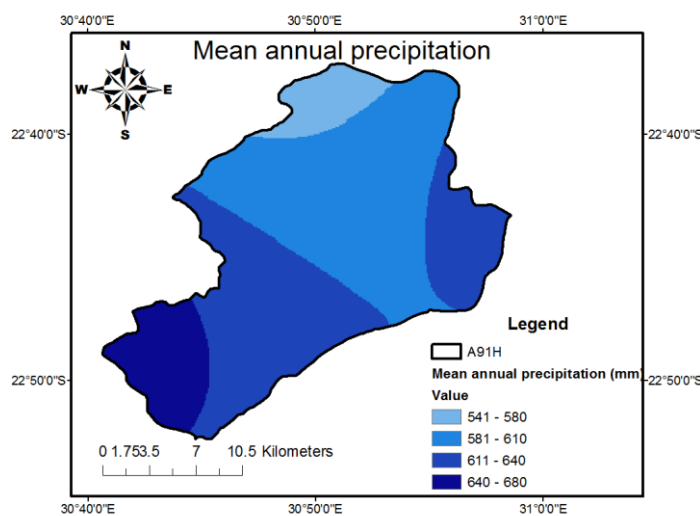 30°40'0"E 30°50'0"E 31°0'0"E
Mean annual precipitation
N
W E
S
22°40'0"S 22°40'0"S
Legend
A91H
Mean annual precipitation (mm)
22°50'0"S 22°50'0"S
Value
541 - 580
581 - 610
611 - 640
640 - 680
0 1.753.5 7 10.5 Kilometers
30°40'0"E 30°50'0"E 31°0'0"E